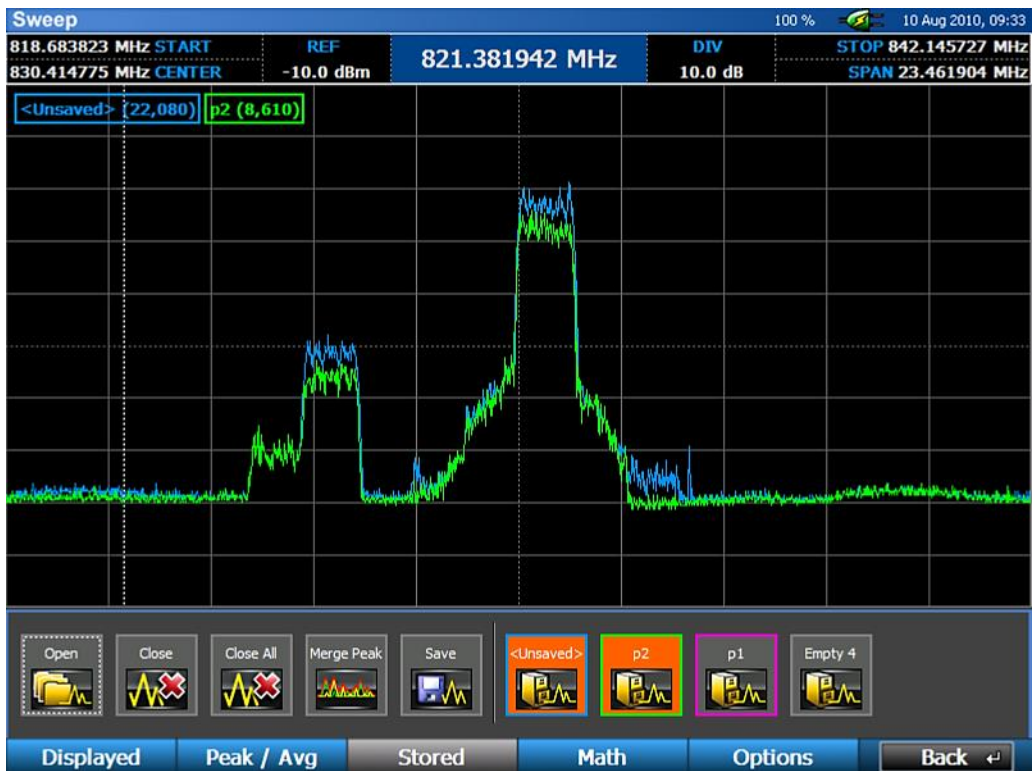 Sweep 100 % 10 Aug 2010, 09:33
818.683823 MHz START REF 821.381942 MHz DIV STOP 842.145727 MHz
830.414775 MHz CENTER -10.0 dBm 10.0 dB SPAN 23.461904 MHz
<Unsaved> (22,080) p2 (8,610)
Open Close Close All Merge Peak Save <Unsaved> p2 p1 Empty 4
Displayed Peak / Avg Stored Math Options Back